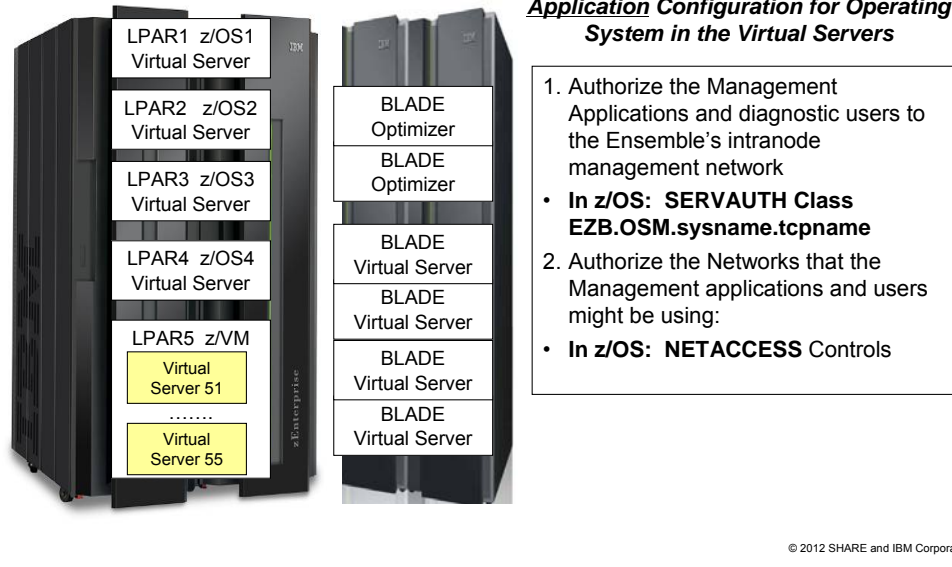 Application Configuration for Operating
System in the Virtual Servers
LPAR1 z/OS1
Virtual Server
LPAR2 z/OS2
Virtual Server
LPAR3 z/OS3
Virtual Server
LPAR4 z/OS4
Virtual Server
LPAR5 z/VM
Virtual
Server 51
.......
Virtual
Server 55
IBM
zEnterprise
BLADE
Optimizer
BLADE
Optimizer
BLADE
Virtual Server
BLADE
Virtual Server
BLADE
Virtual Server
BLADE
Virtual Server
1. Authorize the Management
Applications and diagnostic users to
the Ensemble's intranode
management network
• In z/OS: SERVAUTH Class
EZB.OSM.sysname.tcpname
2. Authorize the Networks that the
Management applications and users
might be using:
• In z/OS: NETACCESS Controls
© 2012 SHARE and IBM Corpora